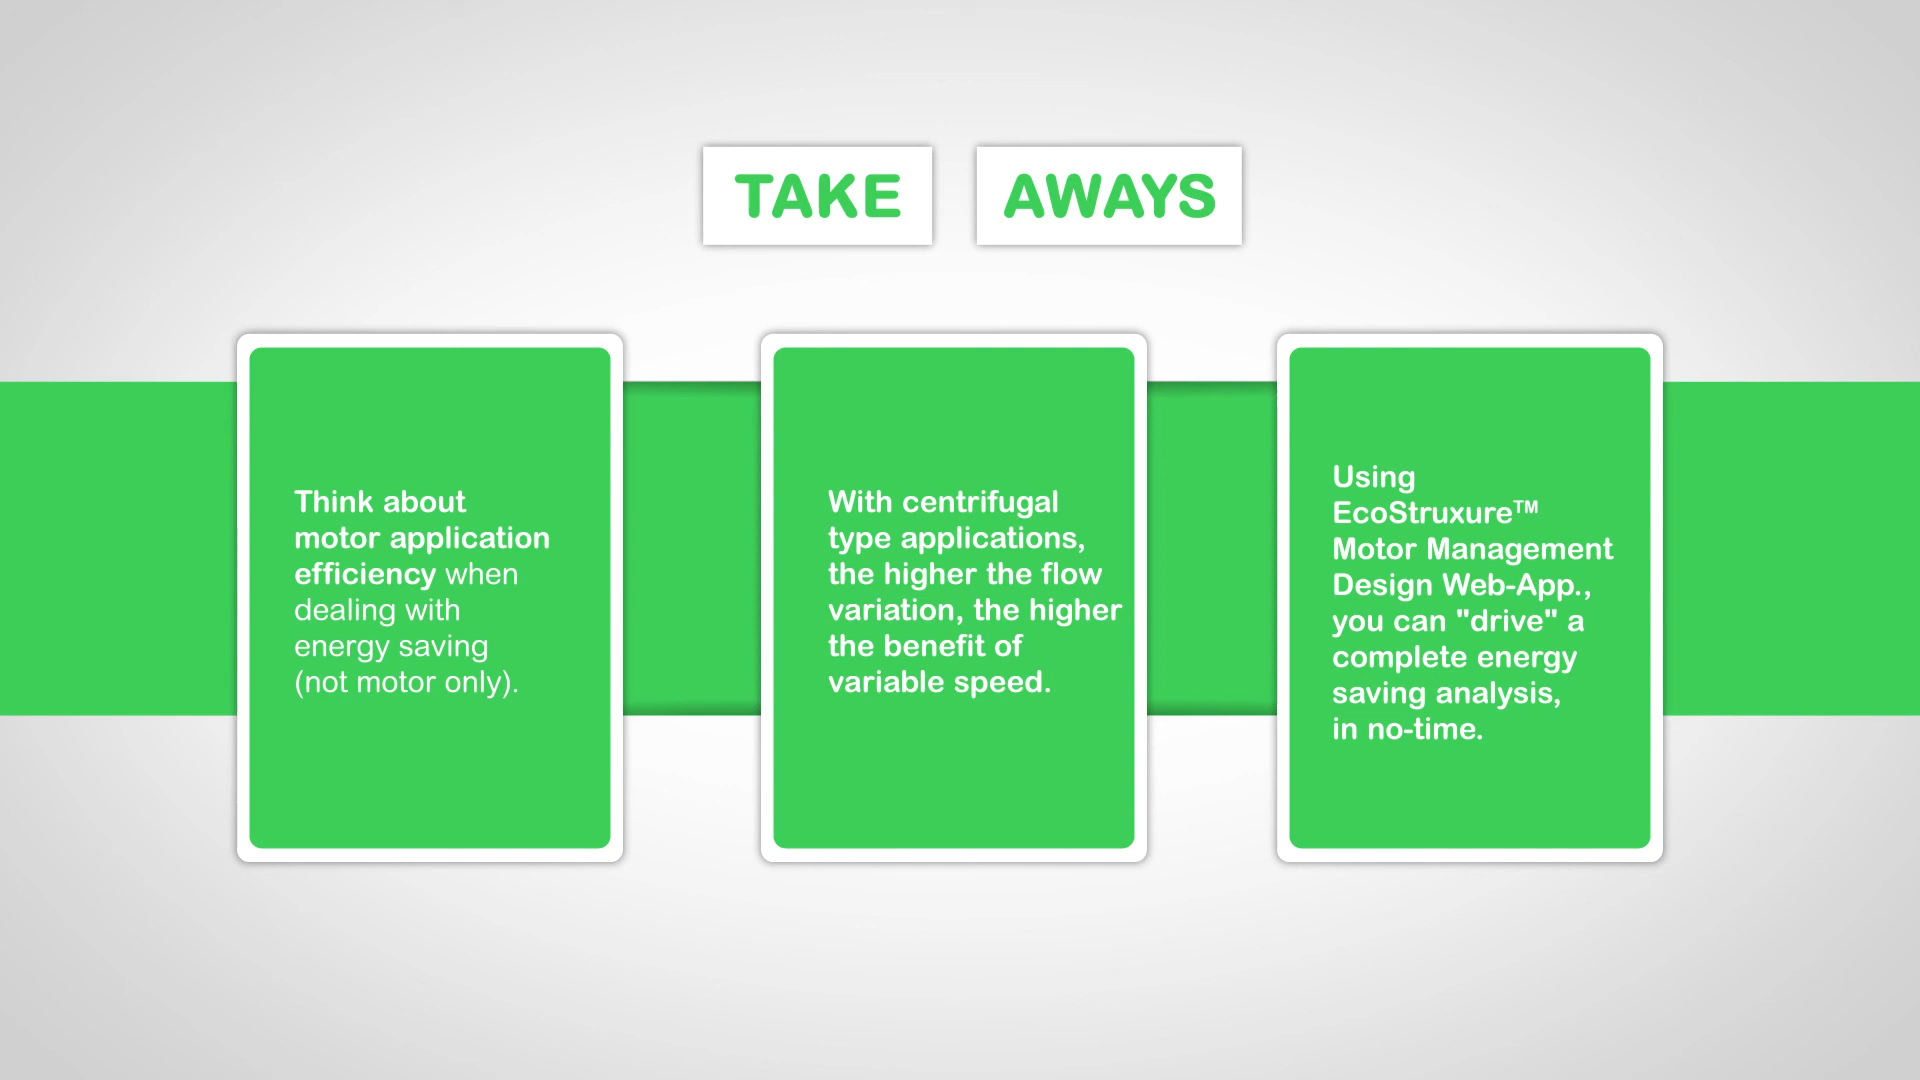 TAKE AWAYS
Think about
motor application
efficiency when
dealing with
energy saving
(not motor only).
With centrifugal
type applications,
the higher the flow
variation, the higher
the benefit of
variable speed.
Using
EcoStruxure™
Motor Management
Design Web-App.,
you can "drive" a
complete energy
saving analysis,
in no-time.